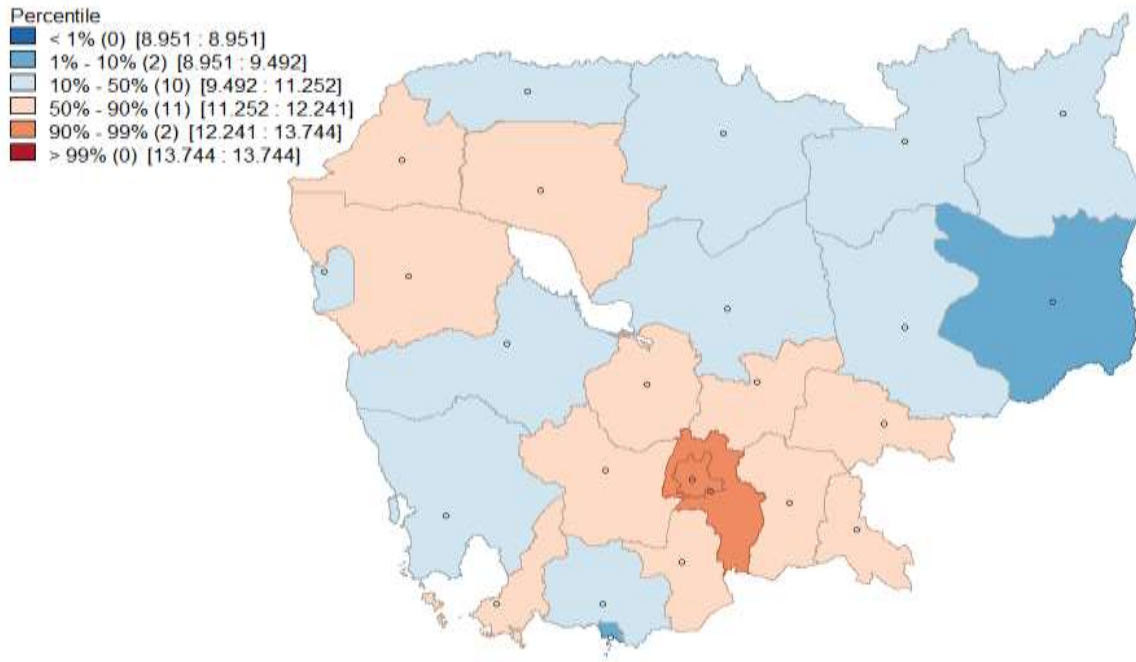 Percentile
< 1% (0) [8.951 : 8.951]
1% - 10% (2) [8.951 : 9.492]
10% - 50% (10) [9.492 : 11.252]
50% - 90% (11) [11.252 : 12.241]
90% - 99% (2) [12.241 : 13.744]
> 99% (0) [13.744 : 13.744]